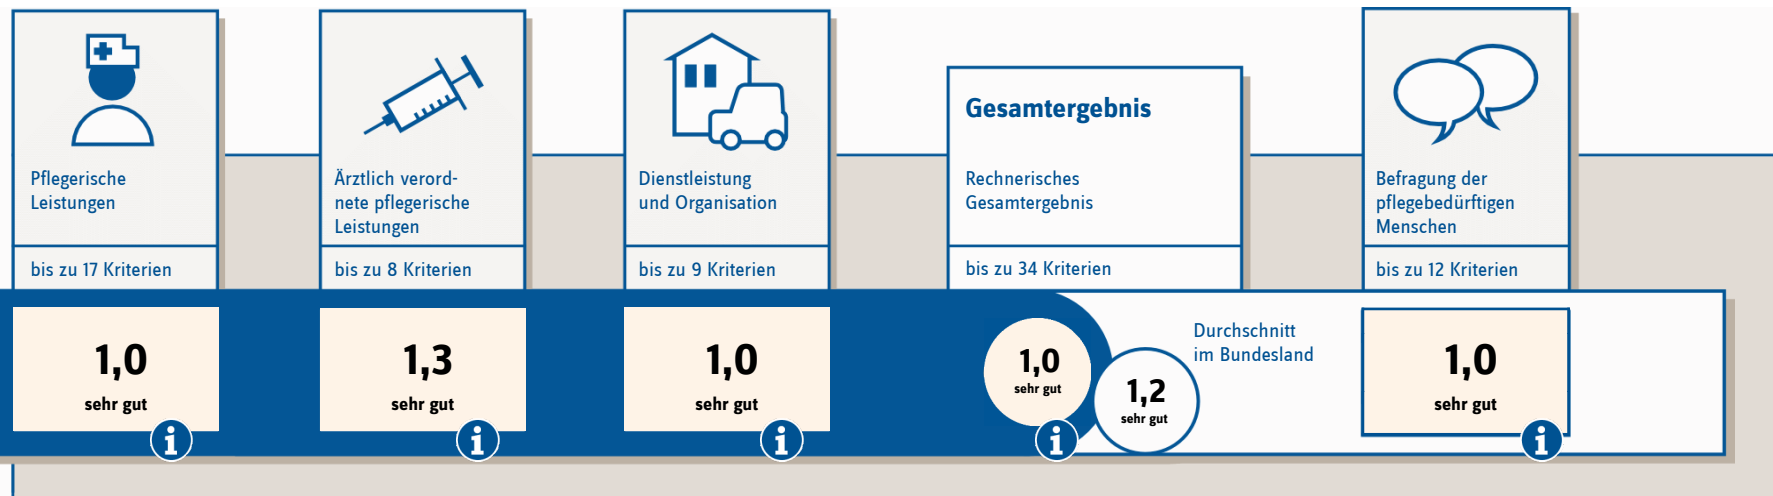 Pflegerische
Leistungen
bis zu 17 Kriterien
1,0
sehr gut
i
Ärztlich verord-
nete pflegerische
Leistungen
bis zu 8 Kriterien
1,3
sehr gut
i
Dienstleistung
und Organisation
bis zu 9 Kriterien
1,0
sehr gut
i
Gesamtergebnis
Rechnerisches
Gesamtergebnis
bis zu 34 Kriterien
1,0
sehr gut
i
1,2
sehr gut
Durchschnitt
im Bundesland
Befragung der
pflegebedürftigen
Menschen
bis zu 12 Kriterien
1,0
sehr gut
i